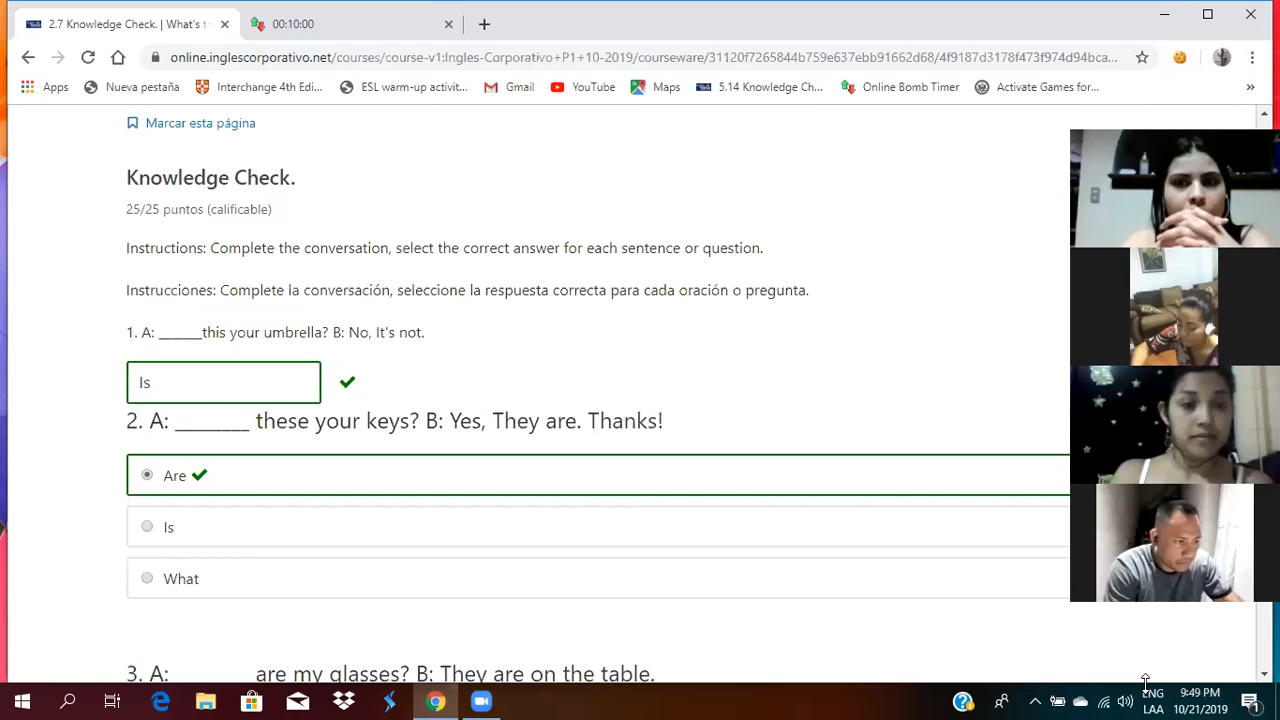 2.7 Knowledge Check. | What's t
00:10:00
online.inglescorporativo.net/courses/course-v1:Ingles_Corporativo+P1+10-2019/courseware/31120f7265844b759e637ebb91662d68/4f9187d3178f473f974d94bca...
Apps
Nueva pestaña
Interchange 4th Edi...
ESL warm-up activit...
Gmail
YouTube
Maps
5.14 Knowledge Ch...
Online Bomb Timer
Activate Games for...
»
Marcar esta página
Knowledge Check.
25/25 puntos (calificable)
Instructions: Complete the conversation, select the correct answer for each sentence or question.
Instrucciones: Complete la conversación, seleccione la respuesta correcta para cada oración o pregunta.
1. A: _______this your umbrella? B: No, It's not.
Is
2. A: ________ these your keys? B: Yes, They are. Thanks!
Are
Is
What
3. A: ________ are my glasses? B: They are on the table.
ENG
LAA
9:49 PM
10/21/2019
1